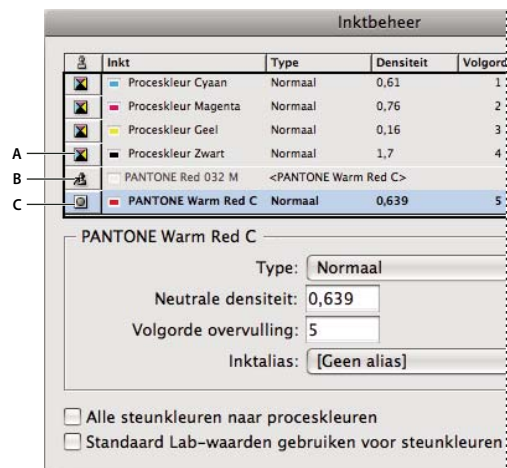 Inktbeheer
Inkt Type Densiteit Volgord
Proceskleur Cyaan Normaal 0,61 1
Proceskleur Magenta Normaal 0,76 2
Proceskleur Geel Normaal 0,16 3
A Proceskleur Zwart Normaal 1,7 4
B PANTONE Red 032 M <PANTONE Warm Red C>
C PANTONE Warm Red C Normaal 0,639 5
PANTONE Warm Red C
Type: Normaal
Neutrale densiteit: 0,639
Volgorde overvulling: 5
Inktalias: [Geen alias]
Alle steunkleuren naar proceskleuren
Standaard Lab-waarden gebruiken voor steunkleuren